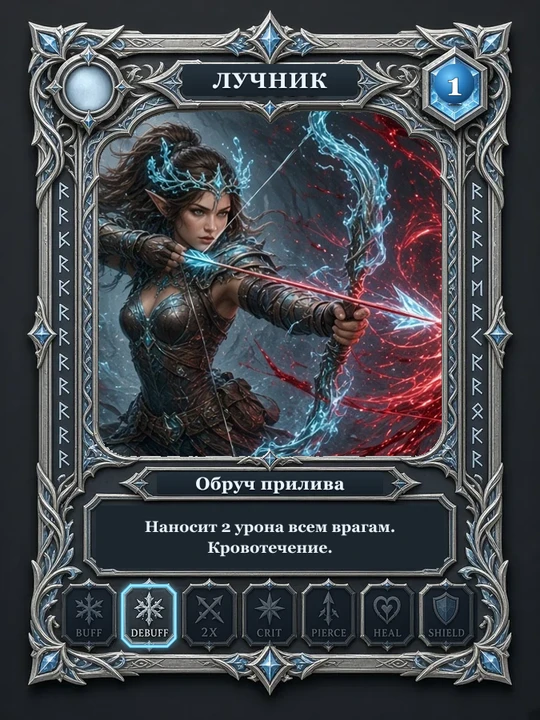 ЛУЧНИК
1
Обруч прилива
Наносит 2 урона всем врагам.
Кровотечение.
BUFF
DEBUFF
2X
CRIT
PIERCE
HEAL
SHIELD